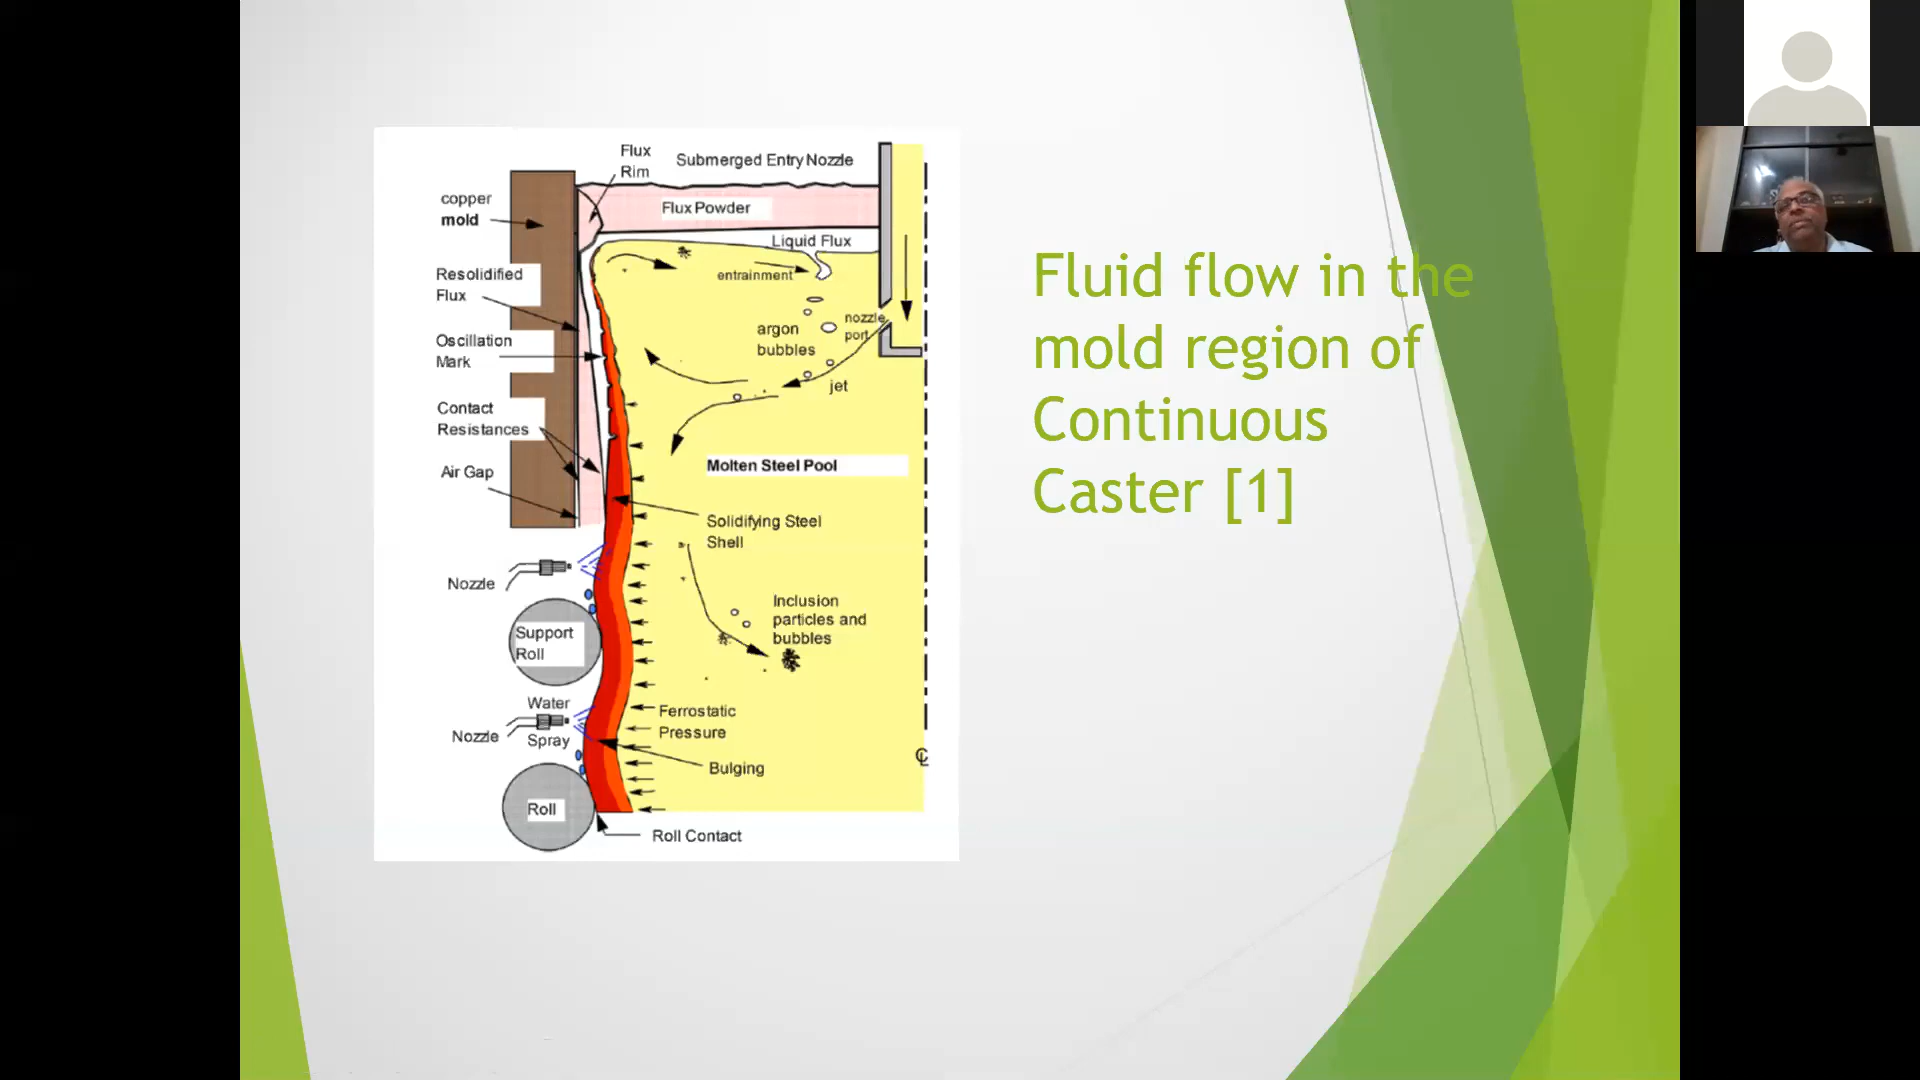 Flux
Rim
Submerged Entry Nozzle
copper
mold
Flux Powder
Liquid Flux
Resolidified
Flux
entrainment
Oscillation
Mark
argon
bubbles
nozzle
port
jet
Contact
Resistances
Air Gap
Molten Steel Pool
Solidifying Steel
Shell
Nozzle
Support
Roll
Inclusion
particles and
bubbles
Water
Nozzle
Spray
Ferrostatic
Pressure
Bulging
Roll
Roll Contact
℄
Fluid flow in the
mold region of
Continuous
Caster [1]